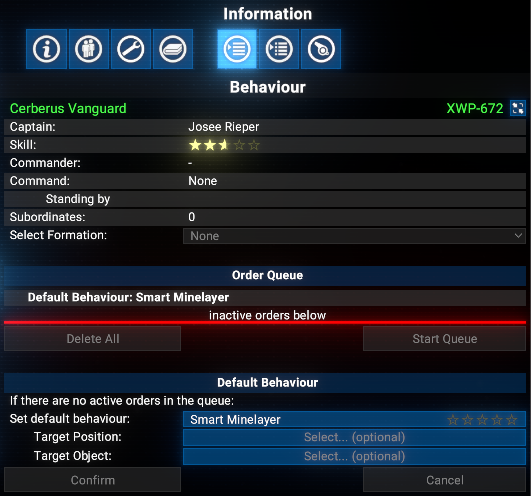 Information
Behaviour
Cerberus Vanguard XWP-672
Captain: Josee Rieper
Skill:
Commander: -
Command: None
Standing by
Subordinates: 0
Select Formation: None
Order Queue
Default Behaviour: Smart Minelayer
inactive orders below
Delete All Start Queue
Default Behaviour
If there are no active orders in the queue:
Set default behaviour: Smart Minelayer
Target Position: Select... (optional)
Target Object: Select... (optional)
Confirm Cancel